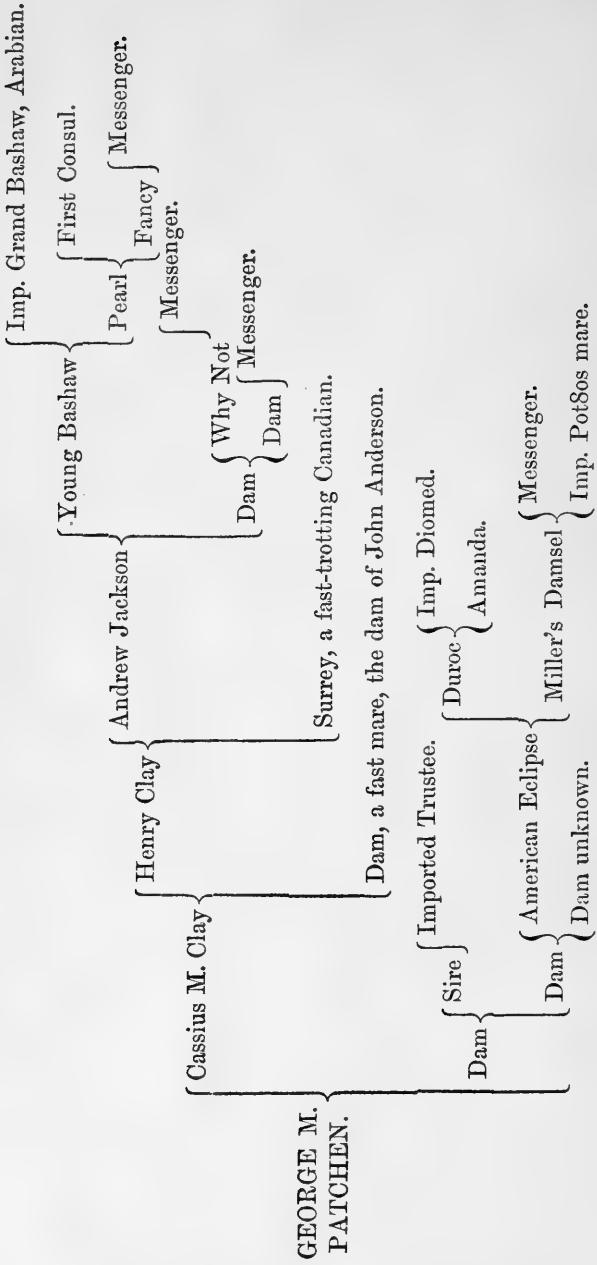 GEORGE M.
PATCHEN.
Cassius M. Clay
Henry Clay
Andrew Jackson
Young Bashaw
Imp. Grand Bashaw, Arabian.
Pearl
First Consul.
Fancy
Messenger.
Dam
Why Not
Messenger.
Dam
Messenger.
Surrey, a fast-trotting Canadian.
Dam, a fast mare, the dam of John Anderson.
Dam
Sire
Imported Trustee.
Dam
American Eclipse
Duroc
Imp. Diomed.
Amanda.
Miller's Damsel
Messenger.
Imp. Pot8os mare.
Dam unknown.